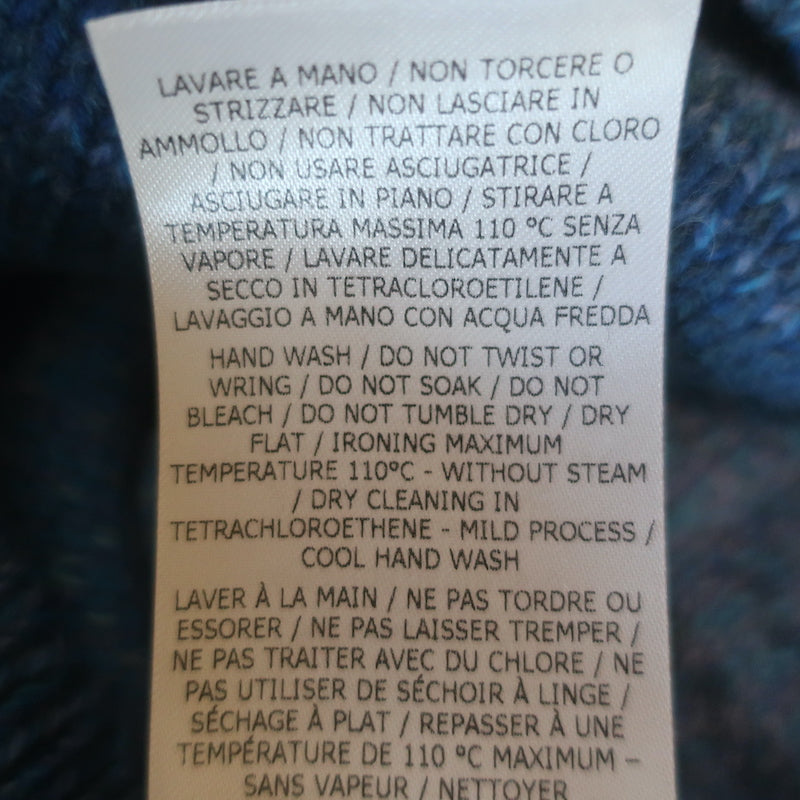 LAVARE A MANO / NON TORCERE O
STRIZZARE / NON LASCIARE IN
AMMOLLO / NON TRATTARE CON CLORO
/ NON USARE ASCIUGATRICE /
ASCIUGARE IN PIANO / STIRARE A
TEMPERATURA MASSIMA 110 ºC SENZA
VAPORE / LAVARE DELICATAMENTE A
SECCO IN TETRACLOROETILENE /
LAVAGGIO A MANO CON ACQUA FREDDA
HAND WASH / DO NOT TWIST OR
WRING / DO NOT SOAK / DO NOT
BLEACH / DO NOT TUMBLE DRY / DRY
FLAT / IRONING MAXIMUM
TEMPERATURE 110ºC - WITHOUT STEAM
/ DRY CLEANING IN
TETRACHLOROETHENE - MILD PROCESS /
COOL HAND WASH
LAVER À LA MAIN / NE PAS TORDRE OU
ESSORER / NE PAS LAISSER TREMPER /
NE PAS TRAITER AVEC DU CHLORE / NE
PAS UTILISER DE SÉCHOIR À LINGE /
SÉCHAGE À PLAT / REPASSER À UNE
TEMPÉRATURE DE 110 ºC MAXIMUM –
SANS VAPEUR / NETTOYER